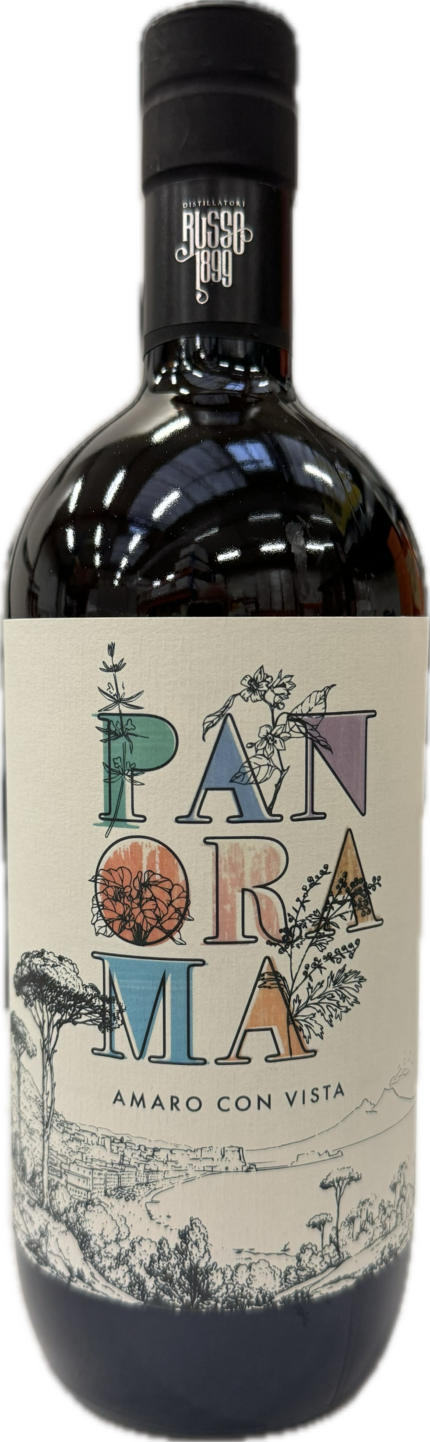 DISTILLATORI
RUSSO
1899
PAN
ORA
MA
AMARO CON VISTA